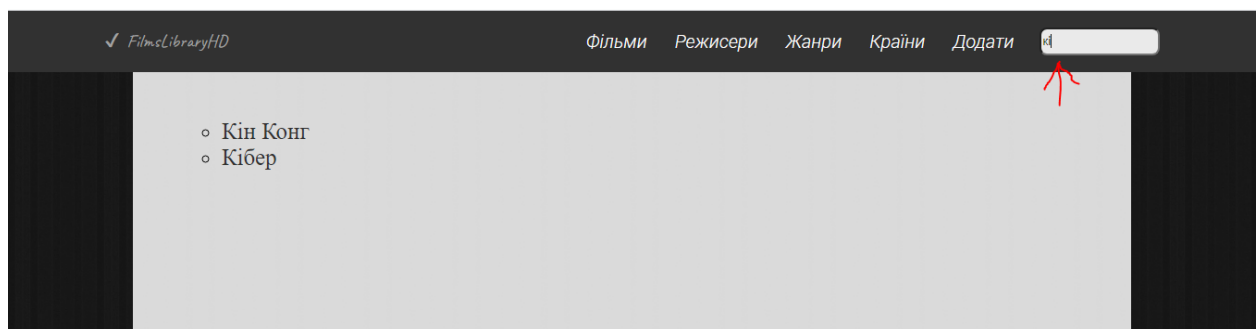 ✓ FilmsLibraryHD Фільми Режисери Жанри Країни Додати кі
Кін Конг
Кібер